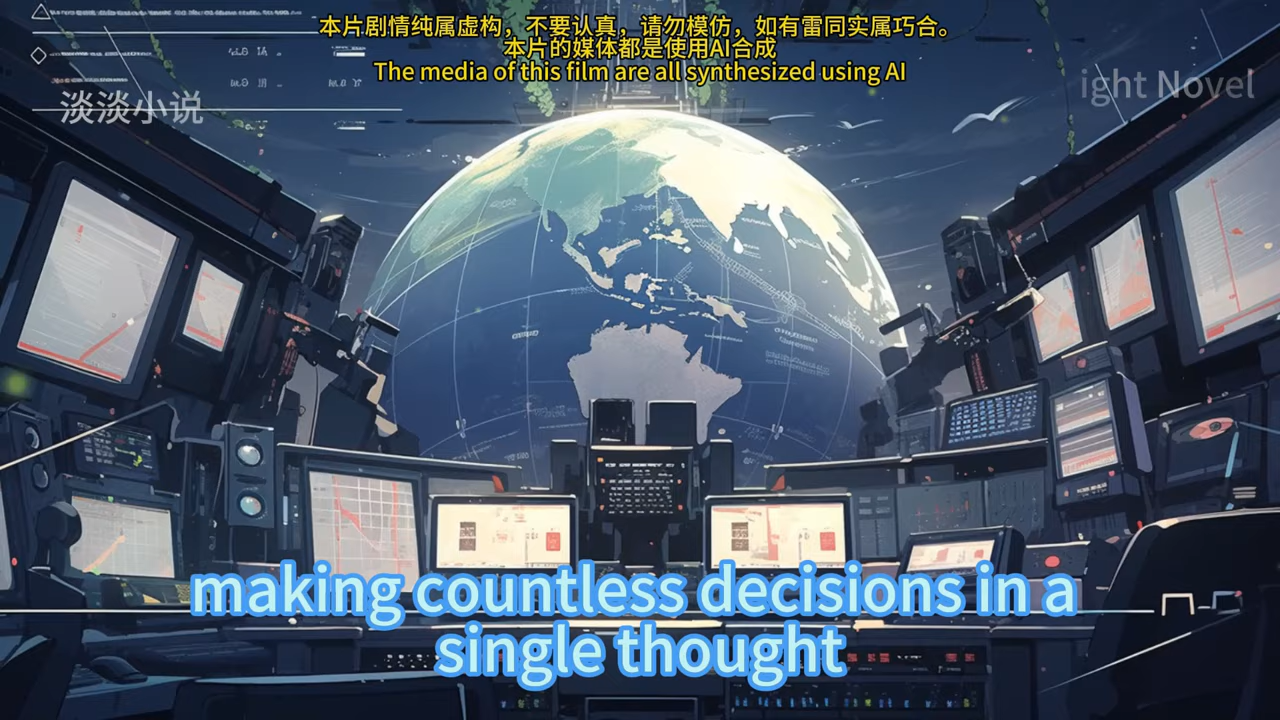 本片剧情纯属虚构，不要认真，请勿模仿，如有雷同实属巧合。
本片的媒体都是使用AI合成
The media of this film are all synthesized using AI
淡淡小说
ight Novel
making countless decisions in a
single thought